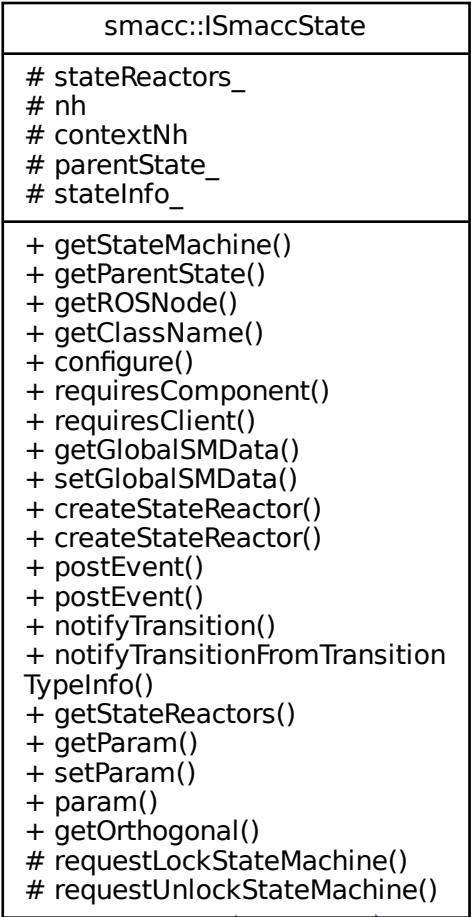 smacc::ISmaccState
# stateReactors_
# nh
# contextNh
# parentState_
# stateInfo_
+ getStateMachine()
+ getParentState()
+ getROSNode()
+ getClassName()
+ configure()
+ requiresComponent()
+ requiresClient()
+ getGlobalSMData()
+ setGlobalSMData()
+ createStateReactor()
+ createStateReactor()
+ postEvent()
+ postEvent()
+ notifyTransition()
+ notifyTransitionFromTransition
TypeInfo()
+ getStateReactors()
+ getParam()
+ setParam()
+ param()
+ getOrthogonal()
# requestLockStateMachine()
# requestUnlockStateMachine()